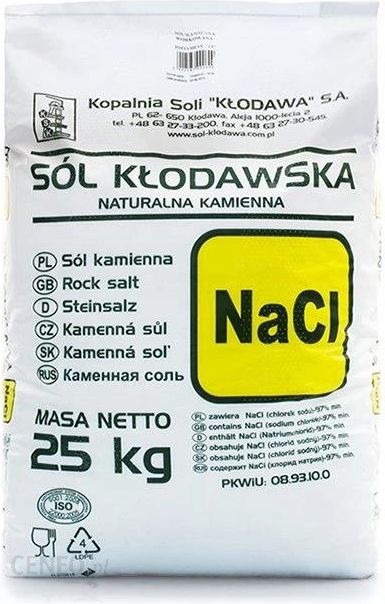 SÓL KAMIENNA
WORKOWANA
Kopalnia Soli "KŁODAWA" S.A.
PL 62- 650 Kłodawa, Aleja 1000-lecia 2
tel. +48 63 27-33-200, fax +48 63 27-30-545,
www.sol-klodawa.com.pl
K S K
SÓL KŁODAWSKA
NATURALNA KAMIENNA
PL Sól kamienna
GB Rock salt
D Steinsalz
CZ Kamenná sůl
SK Kamenná soľ
RUS Каменная соль
NaCl
MASA NETTO
25 kg
PL zawiera NaCl (chlorek sodu)-97% min.
GB contains NaCl (sodium chloride)-97% min.
D enthält NaCl (Natriumchlorid)-97% min.
CZ obsahuje NaCl (chlorid sodný)-97% min.
SK obsahuje NaCl (chlorid sodný)-97% min.
RUS содержит NaCl (хлорид натрия)-97% min.
PKWiU: 08.93.10.0
ISO
4
LDPE
CENEO.pl